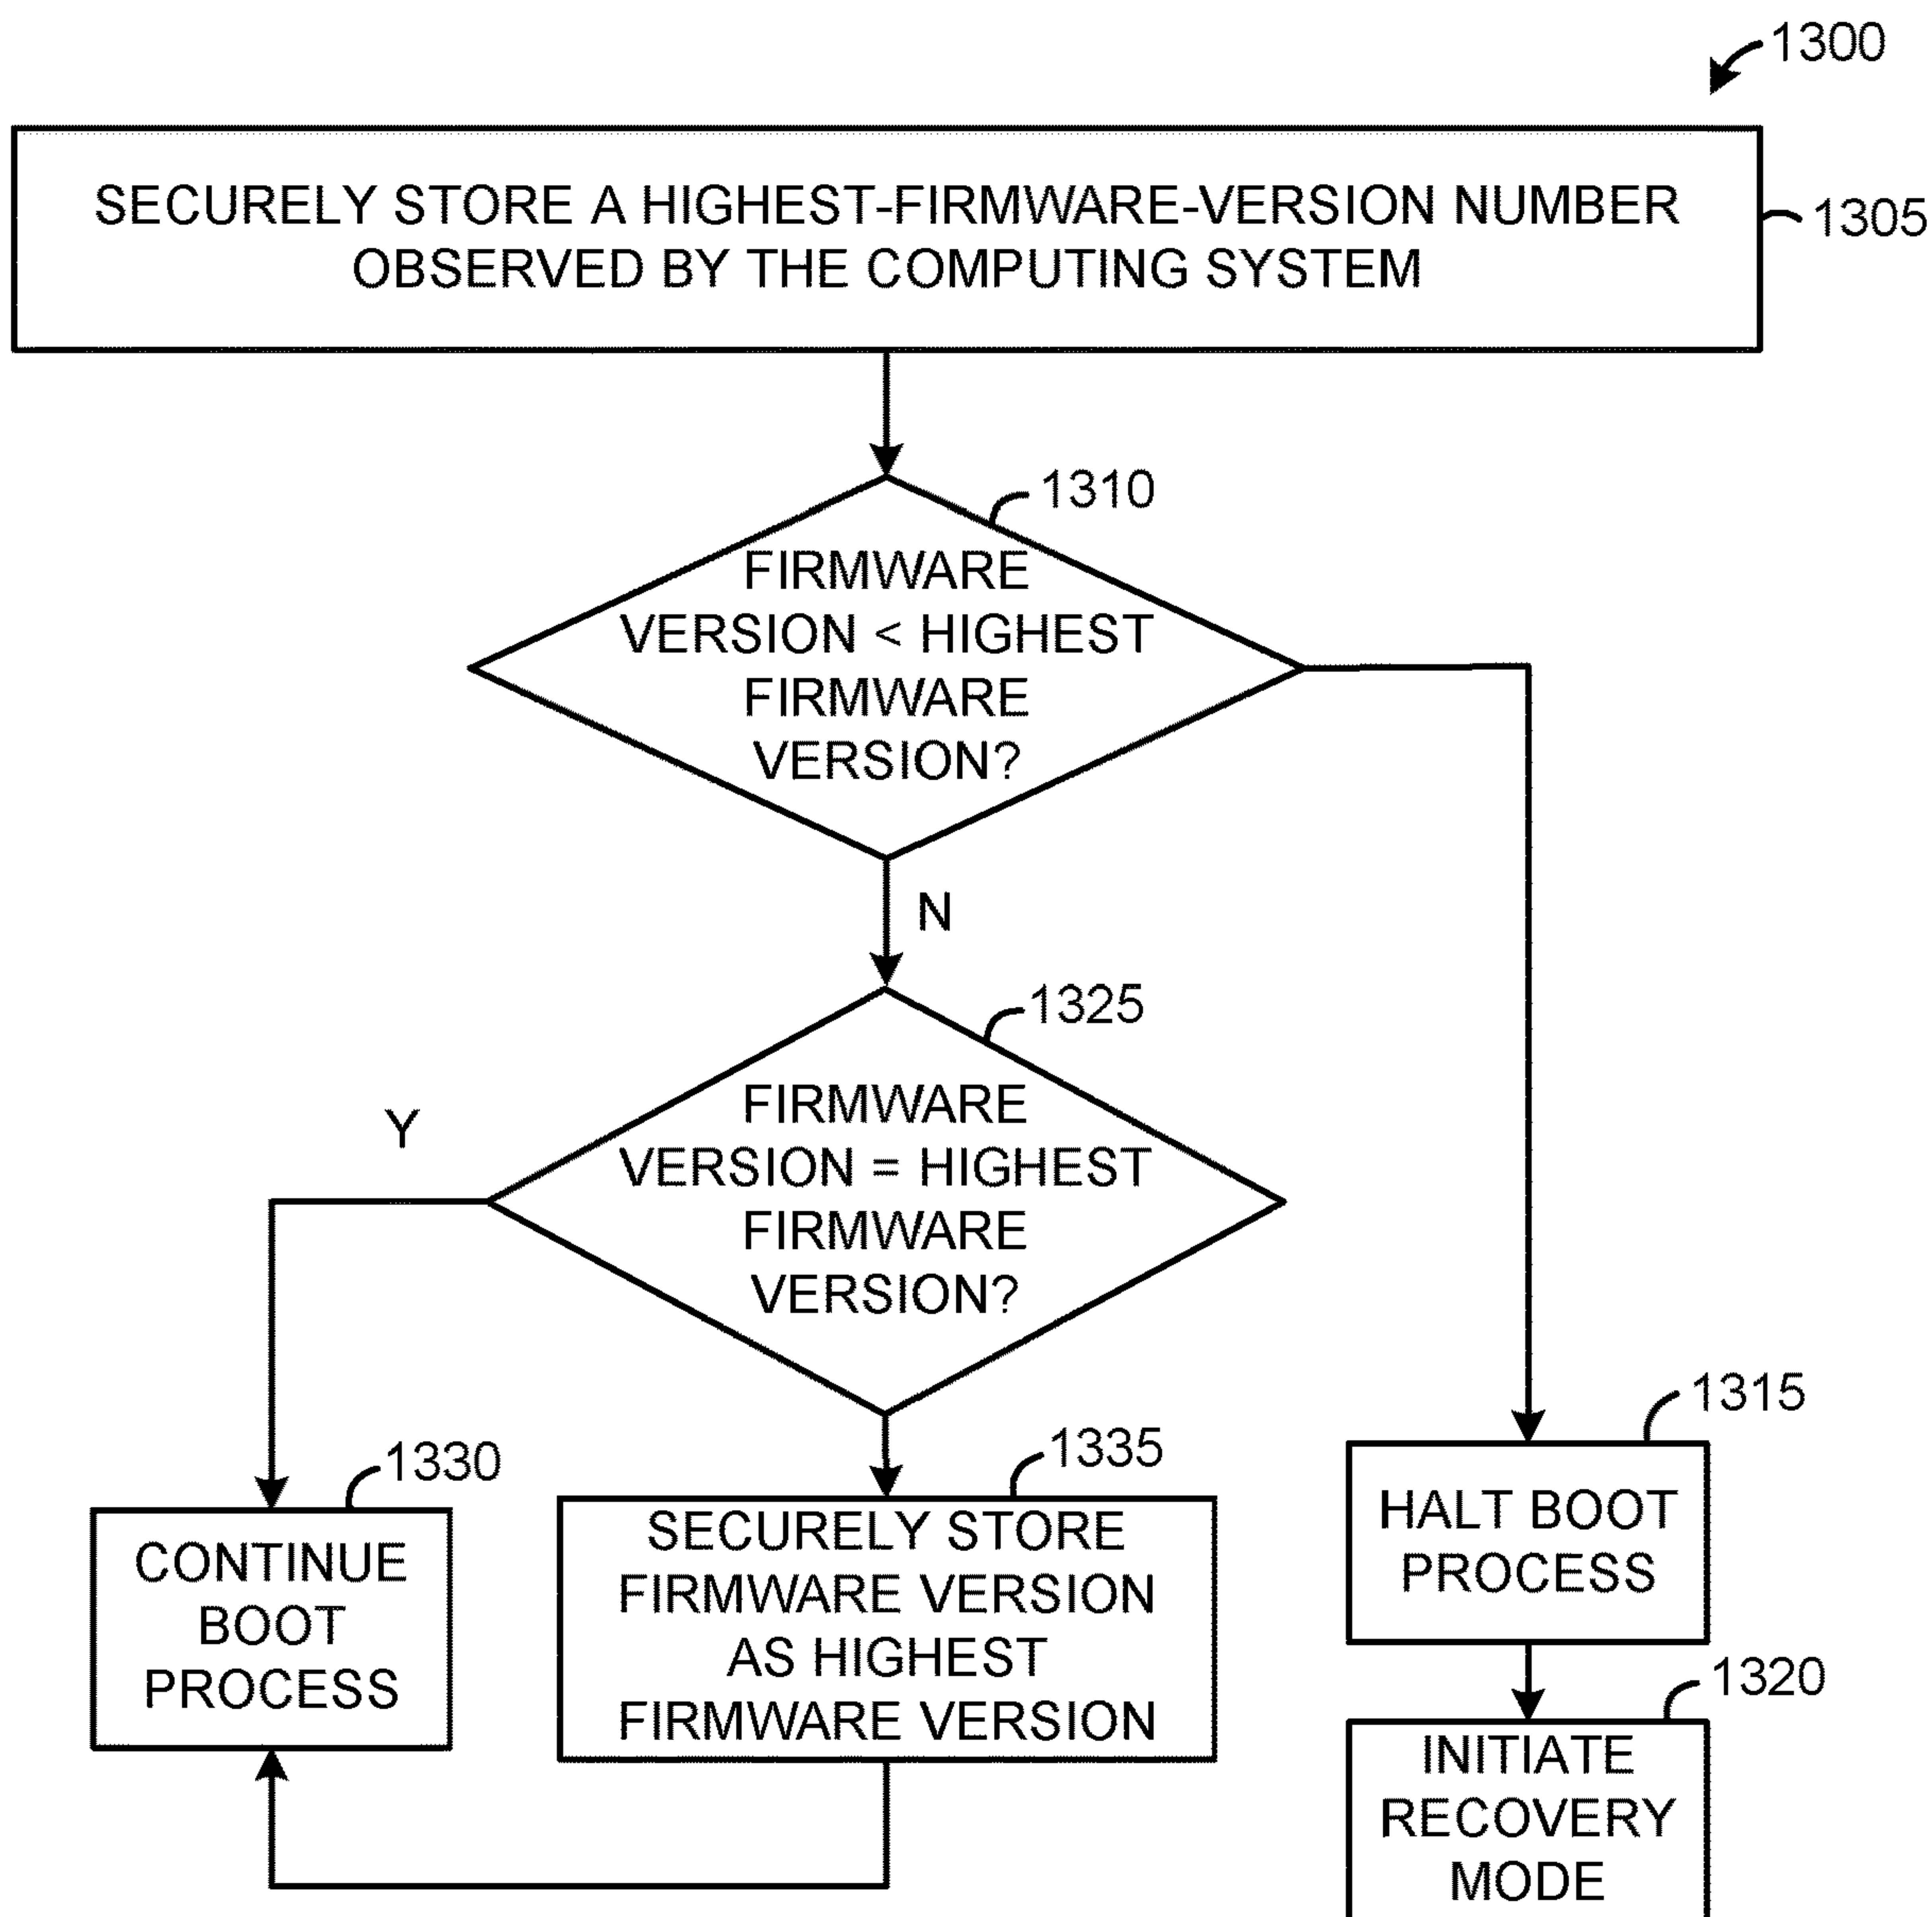 1300
SECURELY STORE A HIGHEST-FIRMWARE-VERSION NUMBER
OBSERVED BY THE COMPUTING SYSTEM
1305
1310
FIRMWARE
VERSION < HIGHEST
FIRMWARE
VERSION?
N
1325
FIRMWARE
VERSION = HIGHEST
FIRMWARE
VERSION?
Y
1330
CONTINUE
BOOT
PROCESS
1335
SECURELY STORE
FIRMWARE VERSION
AS HIGHEST
FIRMWARE VERSION
1315
HALT BOOT
PROCESS
1320
INITIATE
RECOVERY
MODE